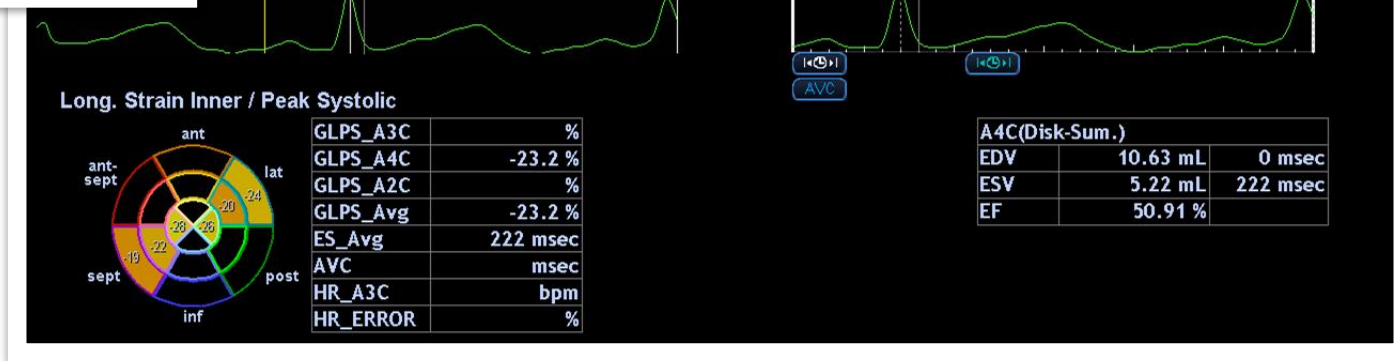 AVC
Long. Strain Inner / Peak Systolic
ant
ant-
sept
lat
-24
-20
-28 -26
-22
-19
sept
post
inf
GLPS_A3C %
GLPS_A4C -23.2 %
GLPS_A2C %
GLPS_Avg -23.2 %
ES_Avg 222 msec
AVC msec
HR_A3C bpm
HR_ERROR %
A4C(Disk-Sum.)
EDV 10.63 mL 0 msec
ESV 5.22 mL 222 msec
EF 50.91 %